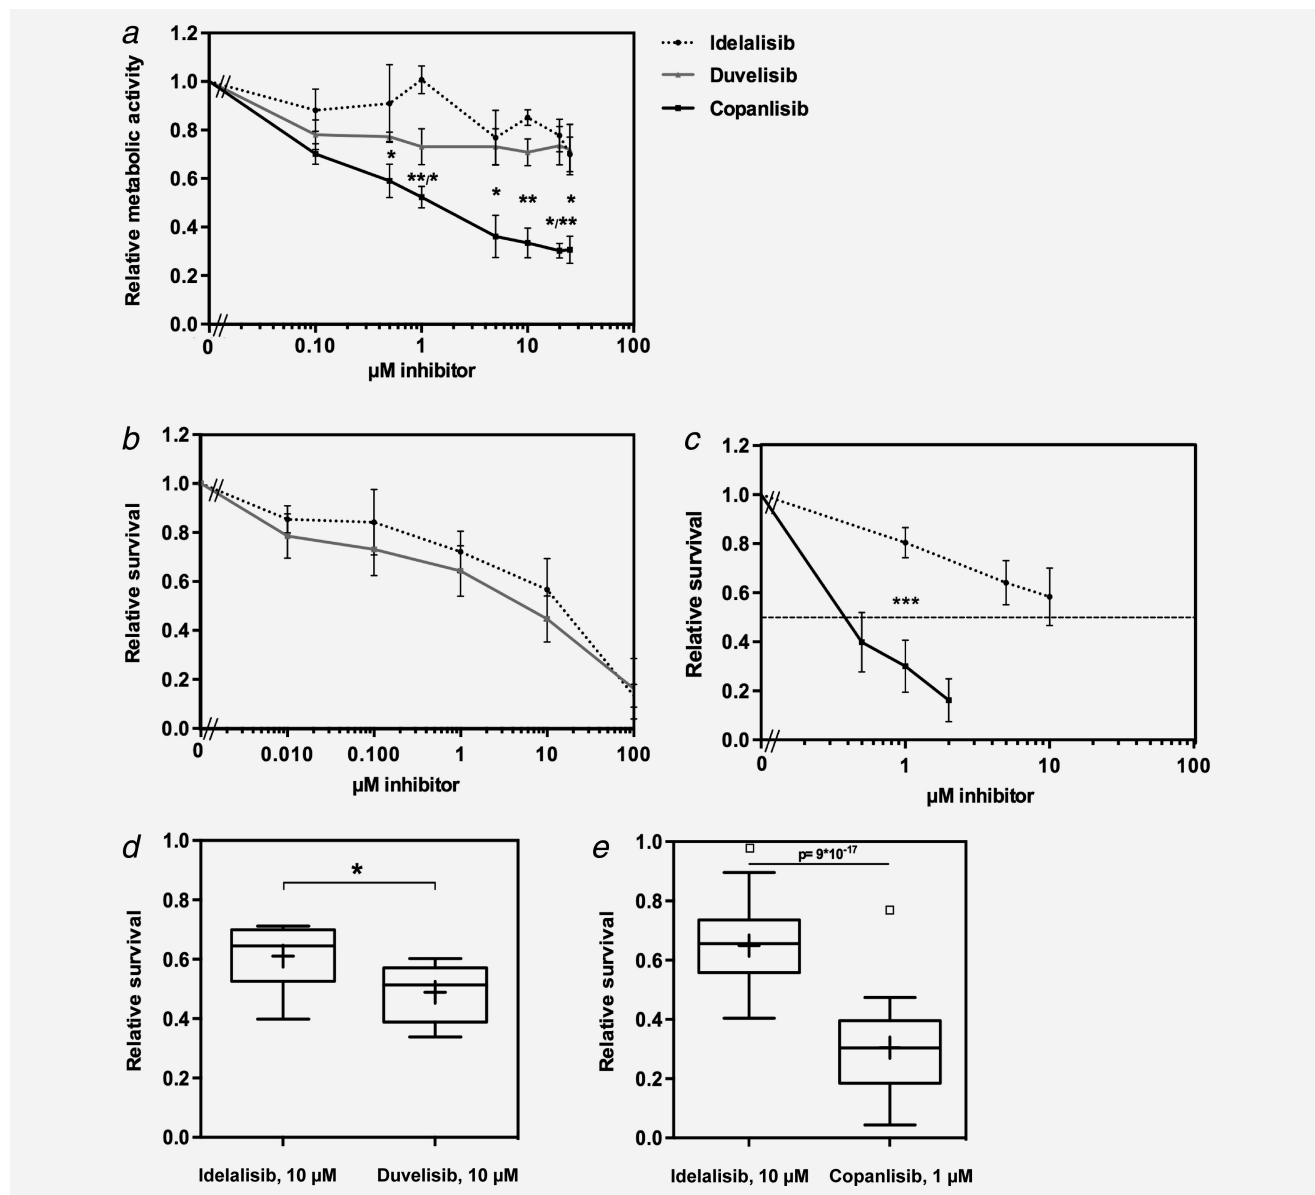 a
1.2
1.0
0.8
0.6
0.4
0.2
0.0
Relative metabolic activity
*
**/*
*
**
*
*/**
0 0.10 1 10 100
µM inhibitor
Idelalisib
Duvelisib
Copanlisib
b
1.2
1.0
0.8
0.6
0.4
0.2
0.0
Relative survival
0 0.010 0.100 1 10 100
µM inhibitor
c
1.2
1.0
0.8
0.6
0.4
0.2
0.0
Relative survival
***
0 1 10 100
µM inhibitor
d
1.0
0.8
0.6
0.4
0.2
0.0
Relative survival
*
Idelalisib, 10 µM Duvelisib, 10 µM
e
1.0
0.8
0.6
0.4
0.2
0.0
Relative survival
p= 9*10-17
Idelalisib, 10 µM Copanlisib, 1 µM